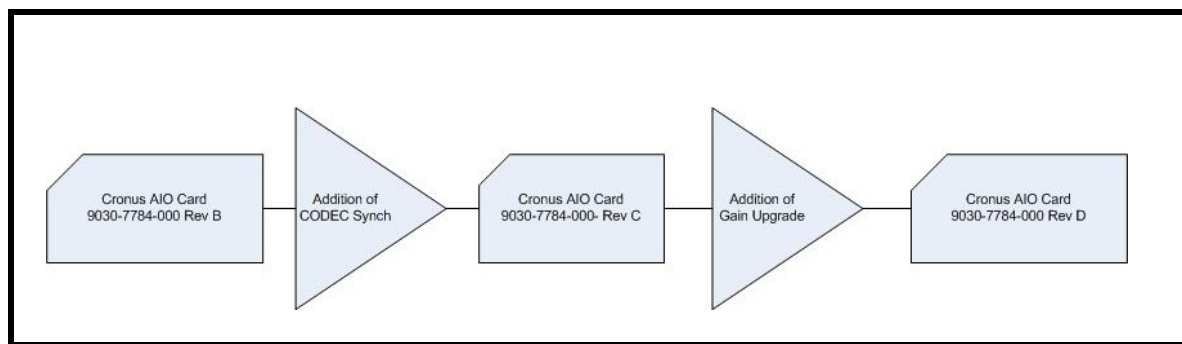 Cronus AIO Card
9030-7784-000 Rev B
Addition of
CODEC Synch
Cronus AIO Card
9030-7784-000- Rev C
Addition of
Gain Upgrade
Cronus AIO Card
9030-7784-000 Rev D